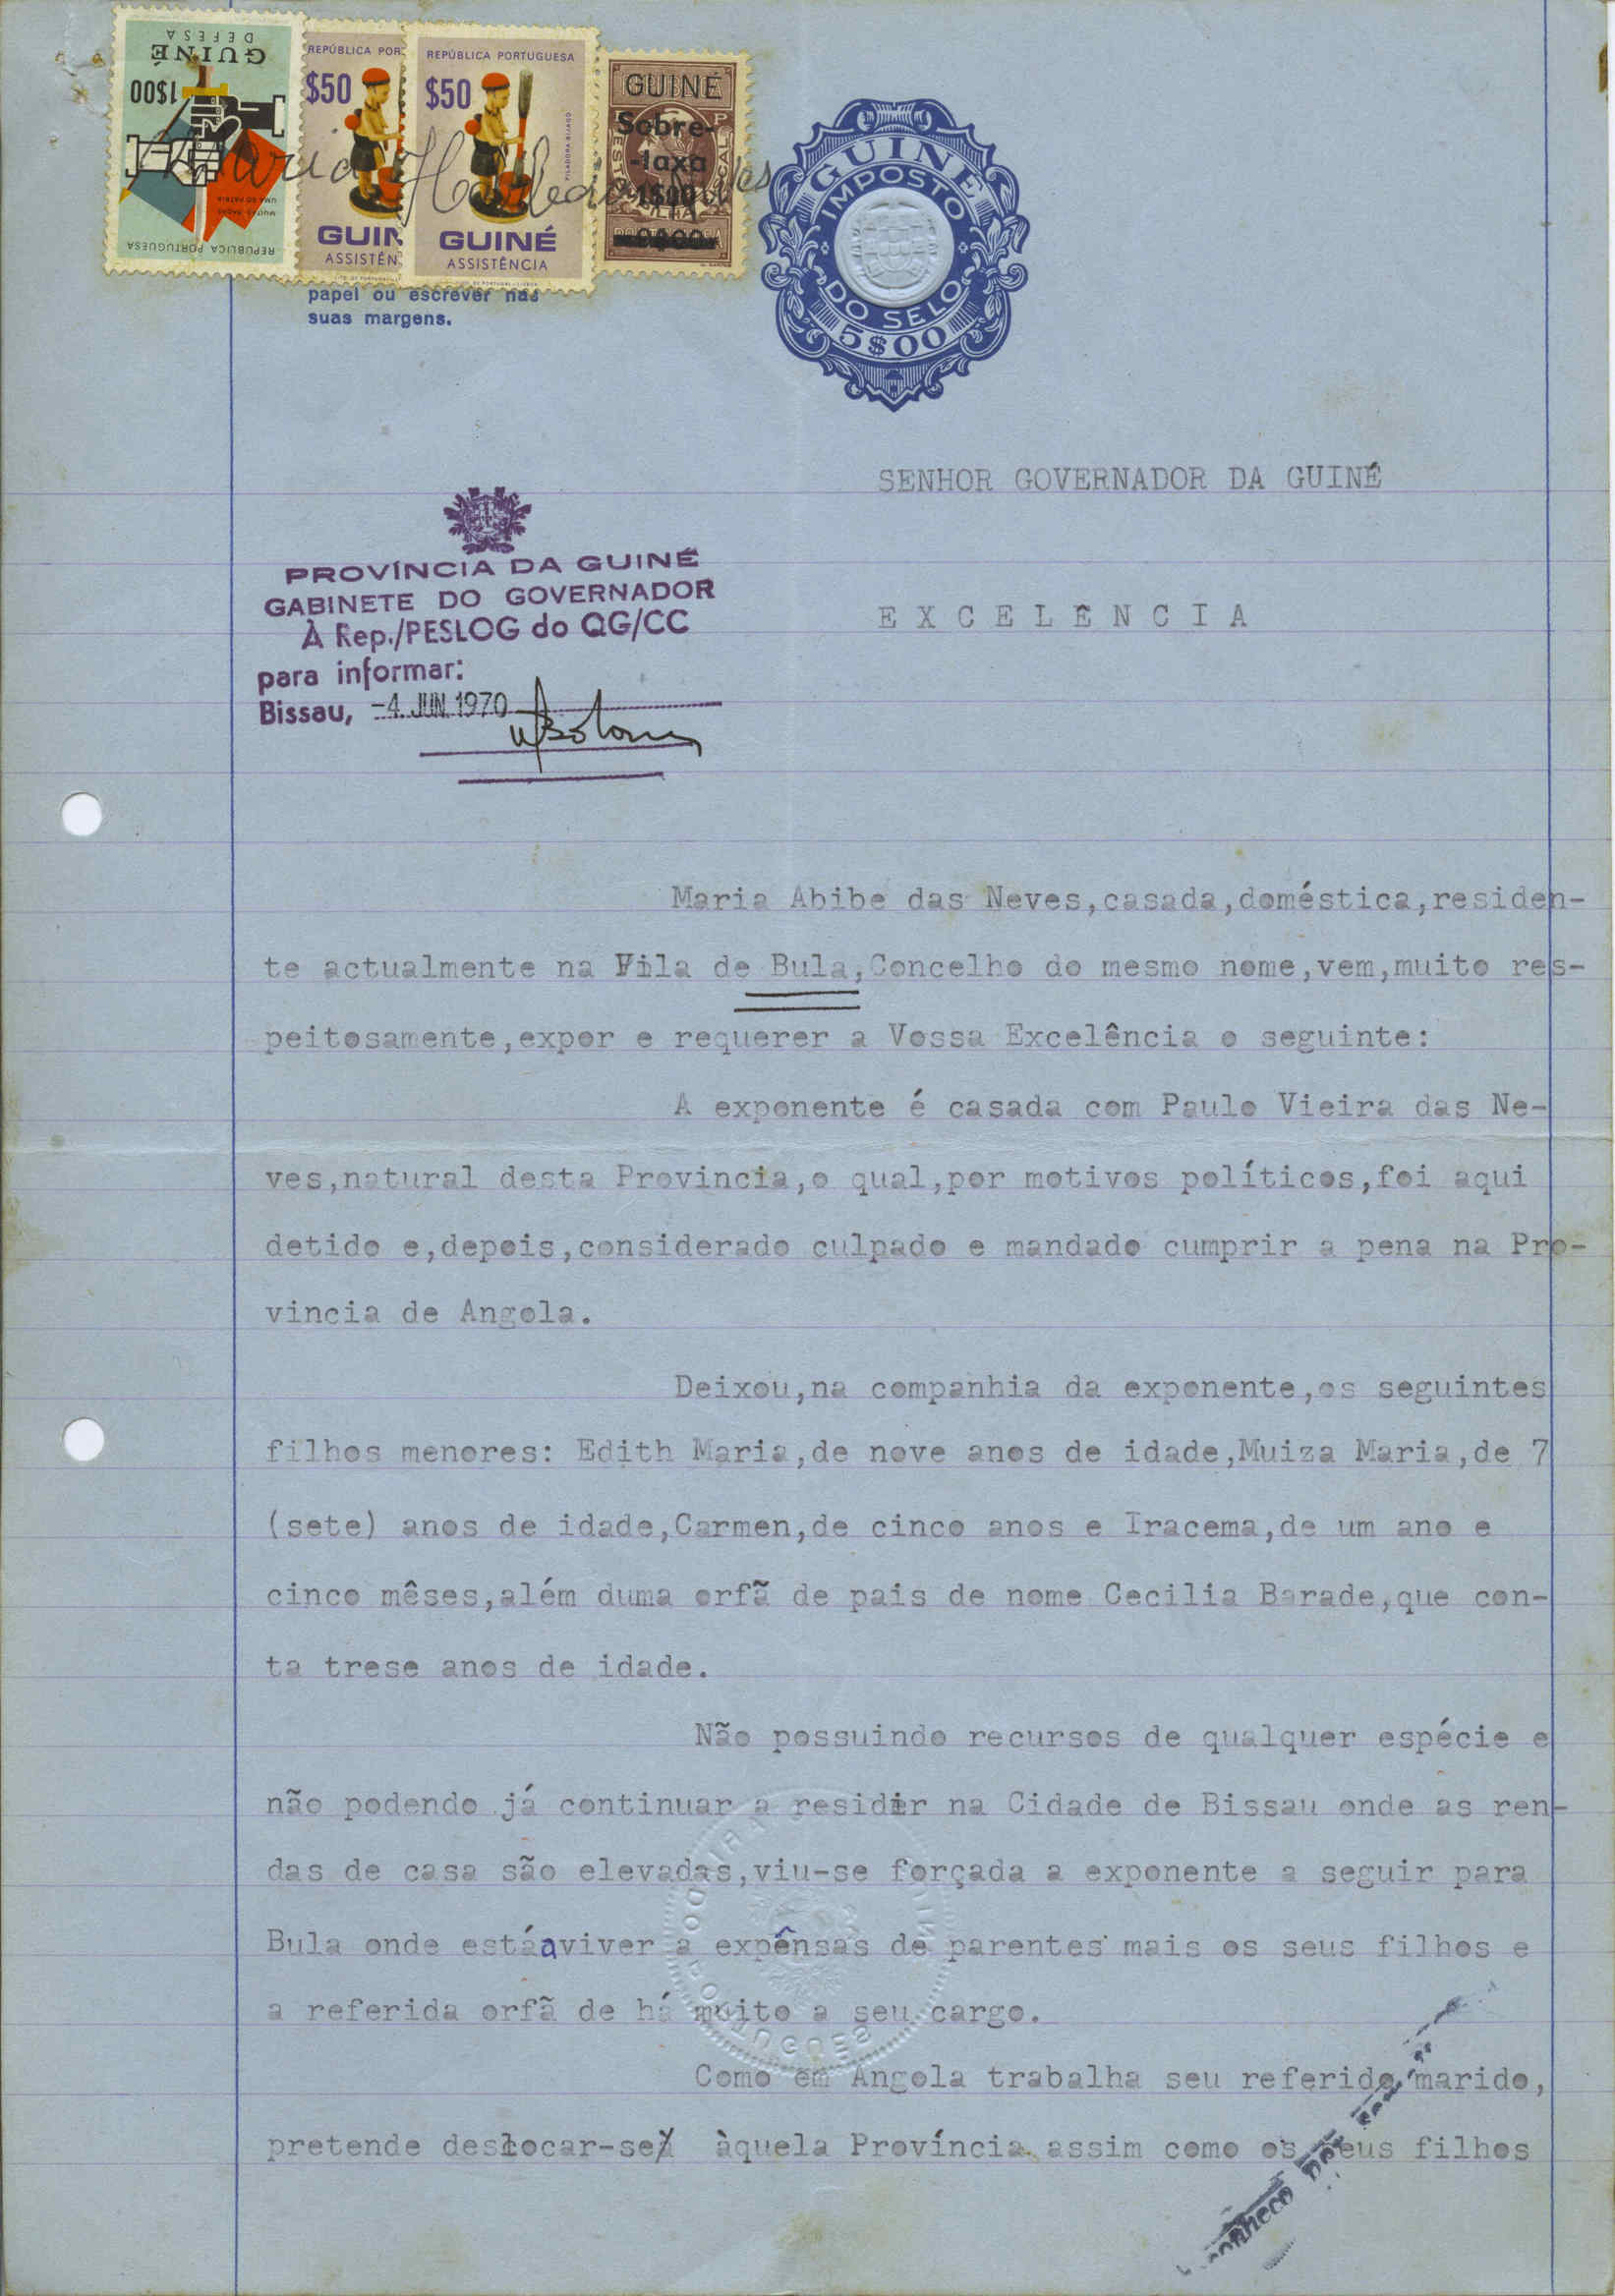 GUINÉ
DEFESA
1$00
REPÚBLICA PORTUGUESA
REPÚBLICA POR
$50
GUIN
ASSISTÊN
REPÚBLICA PORTUGUESA
$50
GUINÉ
ASSISTÊNCIA
GUINÉ
Sobre-
-taxa
1$00
Maria
papel ou escrever nas
suas margens.
GUINÉ
IMPOSTO
DO SELO
5$00
SENHOR GOVERNADOR DA GUINÉ
PROVÍNCIA DA GUINÉ
GABINETE DO GOVERNADOR
À Rep./PESLOG do QG/CC
para informar:
Bissau, -4. JUN. 1970
EXCELÊNCIA
Maria Abibe das Neves,casada,doméstica,residen-
te actualmente na Vila de Bula,Concelho do mesmo nome,vem,muito res-
peitosamente,expor e requerer a Vossa Excelência o seguinte:
A exponente é casada com Paulo Vieira das Ne-
ves,natural desta Provincia,o qual,por motivos políticos,foi aqui
detido e,depois,considerado culpado e mandado cumprir a pena na Pro-
vincia de Angola.
Deixou,na companhia da exponente,os seguintes
filhos menores: Edith Maria,de nove anos de idade,Muiza Maria,de 7
(sete) anos de idade,Carmen,de cinco anos e Iracema,de um ano e
cinco mêses,além duma orfã de pais de nome Cecilia Barade,que con-
ta trese anos de idade.
Não possuindo recursos de qualquer espécie e
não podendo já continuar a residir na Cidade de Bissau onde as ren-
das de casa são elevadas,viu-se forçada a exponente a seguir para
Bula onde está a viver a expênsas de parentes mais os seus filhos e
a referida orfã de há muito a seu cargo.
Como em Angola trabalha seu referido marido,
pretende deslocar-se àquela Província assim como os seus filhos